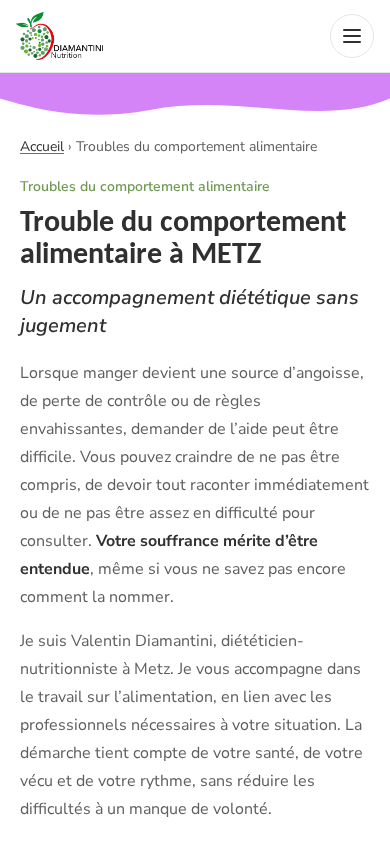 DIAMANTINI
Nutrition
Accueil › Troubles du comportement alimentaire
Troubles du comportement alimentaire
Trouble du comportement
alimentaire à METZ
Un accompagnement diététique sans
jugement
Lorsque manger devient une source d’angoisse,
de perte de contrôle ou de règles
envahissantes, demander de l’aide peut être
difficile. Vous pouvez craindre de ne pas être
compris, de devoir tout raconter immédiatement
ou de ne pas être assez en difficulté pour
consulter. Votre souffrance mérite d’être
entendue, même si vous ne savez pas encore
comment la nommer.
Je suis Valentin Diamantini, diététicien-
nutritionniste à Metz. Je vous accompagne dans
le travail sur l’alimentation, en lien avec les
professionnels nécessaires à votre situation. La
démarche tient compte de votre santé, de votre
vécu et de votre rythme, sans réduire les
difficultés à un manque de volonté.